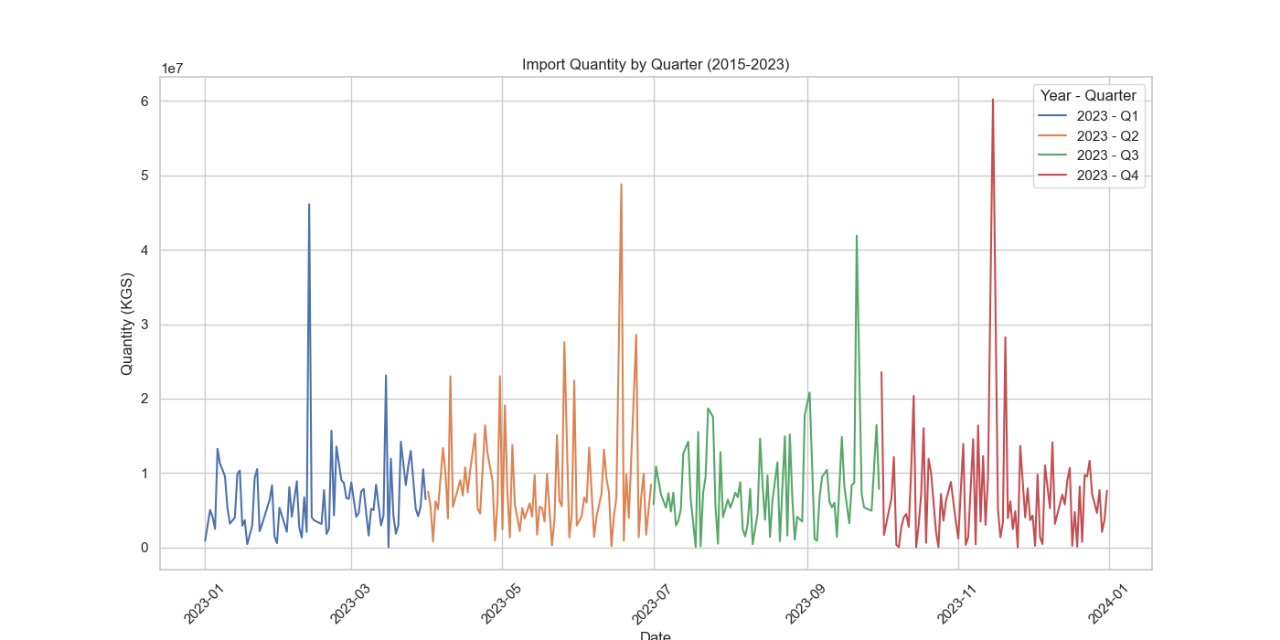 Import Quantity by Quarter (2015-2023)
1e7
Year - Quarter
2023 - Q1
2023 - Q2
2023 - Q3
2023 - Q4
6
5
4
3
2
1
0
Quantity (KGS)
2023-01
2023-03
2023-05
2023-07
2023-09
2023-11
2024-01
Date